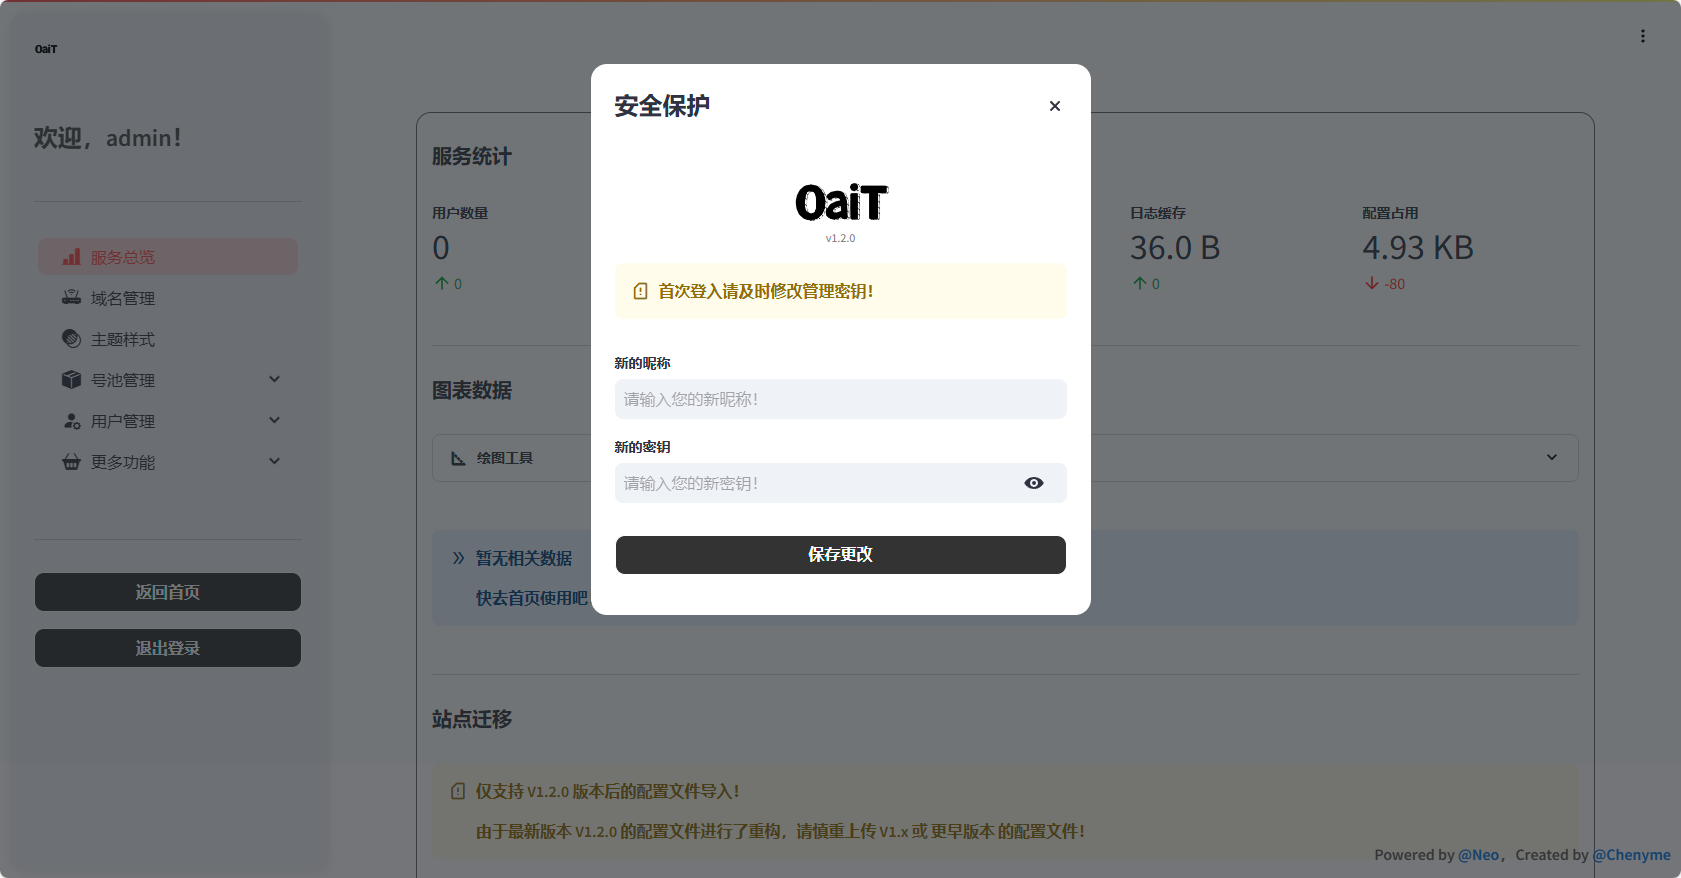 OaiT
欢迎，admin！
服务总览
域名管理
主题样式
号池管理
用户管理
更多功能
返回首页
退出登录
安全保护
OaiT
v1.2.0
首次登入请及时修改管理密钥！
新的昵称
请输入您的新昵称！
新的密钥
请输入您的新密钥！
保存更改
服务统计
用户数量
0
0
日志缓存
36.0 B
0
配置占用
4.93 KB
-80
图表数据
绘图工具
暂无相关数据
快去首页使用吧
站点迁移
仅支持 V1.2.0 版本后的配置文件导入！
由于最新版本 V1.2.0 的配置文件进行了重构，请慎重上传 V1.x 或 更早版本 的配置文件！
Powered by @Neo，Created by @Chenyme